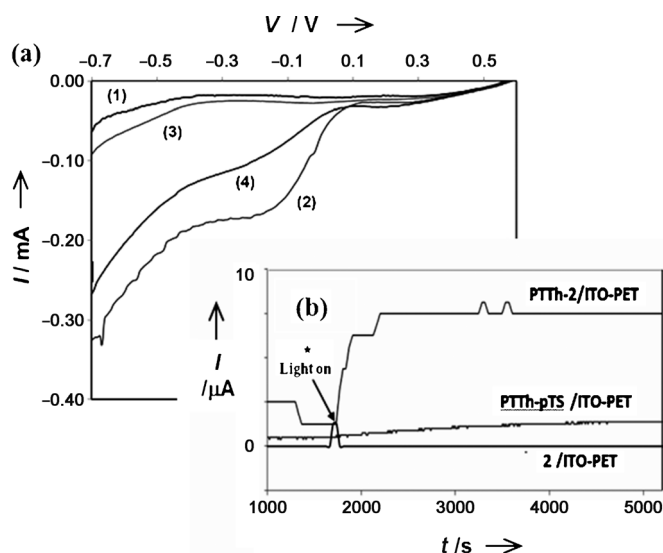 V / V →
(a)
−0.7 −0.5 −0.3 −0.1 0.1 0.3 0.5
0.00
(1)
(3)
−0.10
(4)
(2)
I / mA →
−0.20
−0.30
−0.40
10
(b)
PTTh-2/ITO-PET
I
/µA
*
Light on
PTTh-pTS /ITO-PET
0
2 /ITO-PET
1000 2000 3000 4000 5000
t /s →